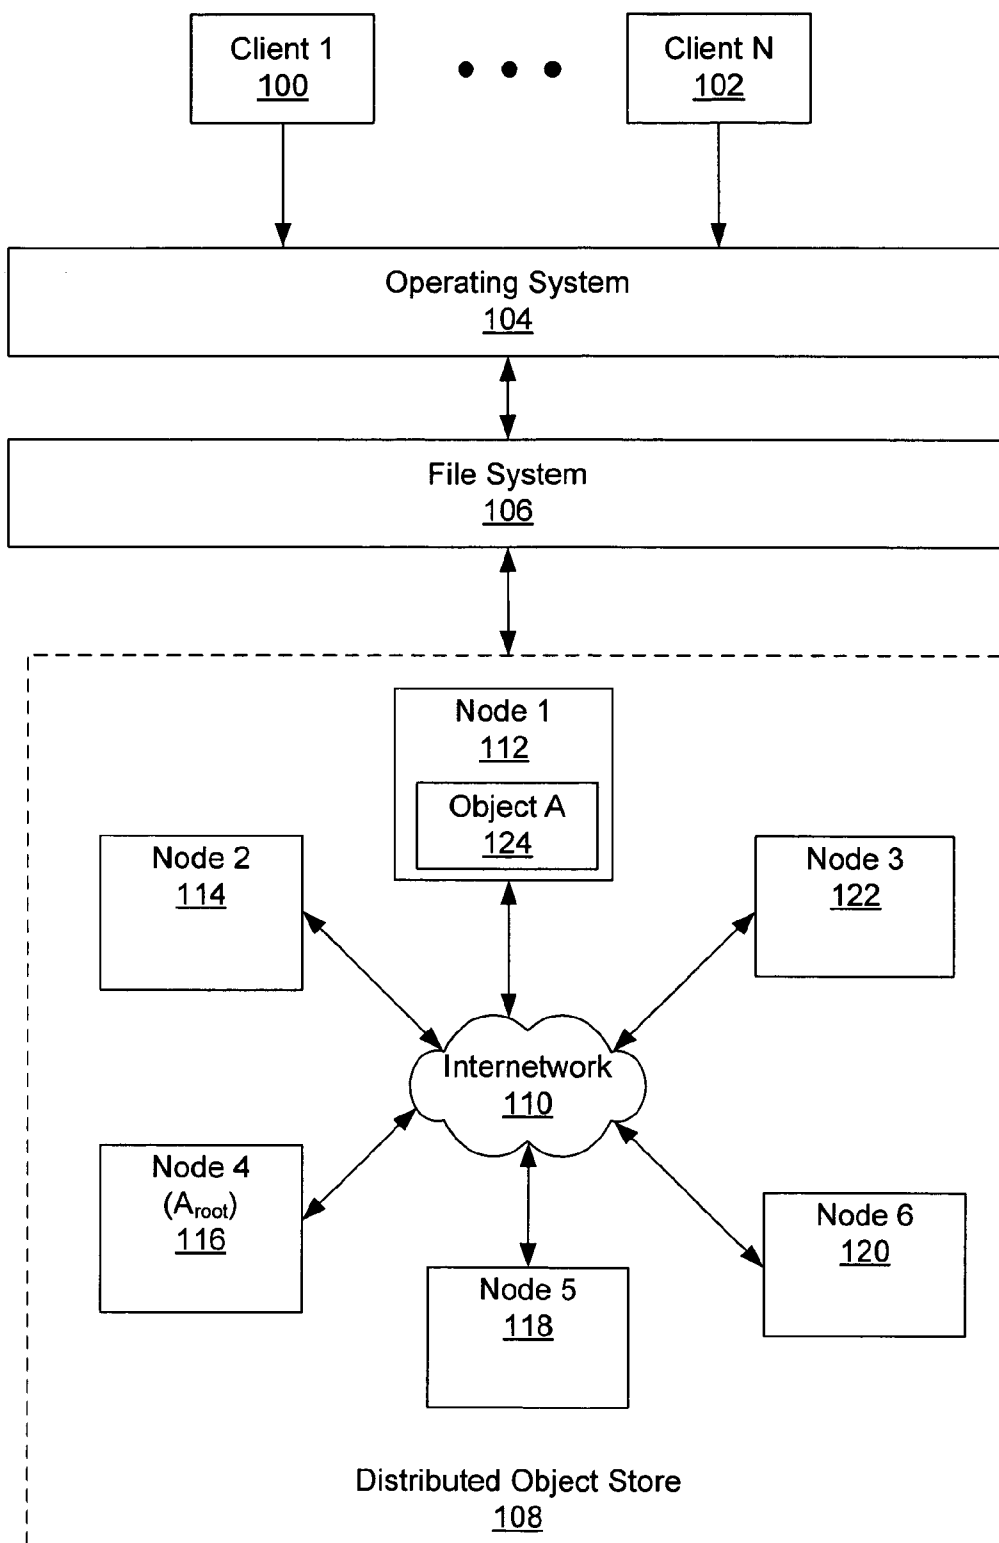 Client 1
100
Client N
102
Operating System
104
File System
106
Node 1
112
Object A
124
Node 2
114
Node 3
122
Internetwork
110
Node 4
(Aroot)
116
Node 5
118
Node 6
120
Distributed Object Store
108